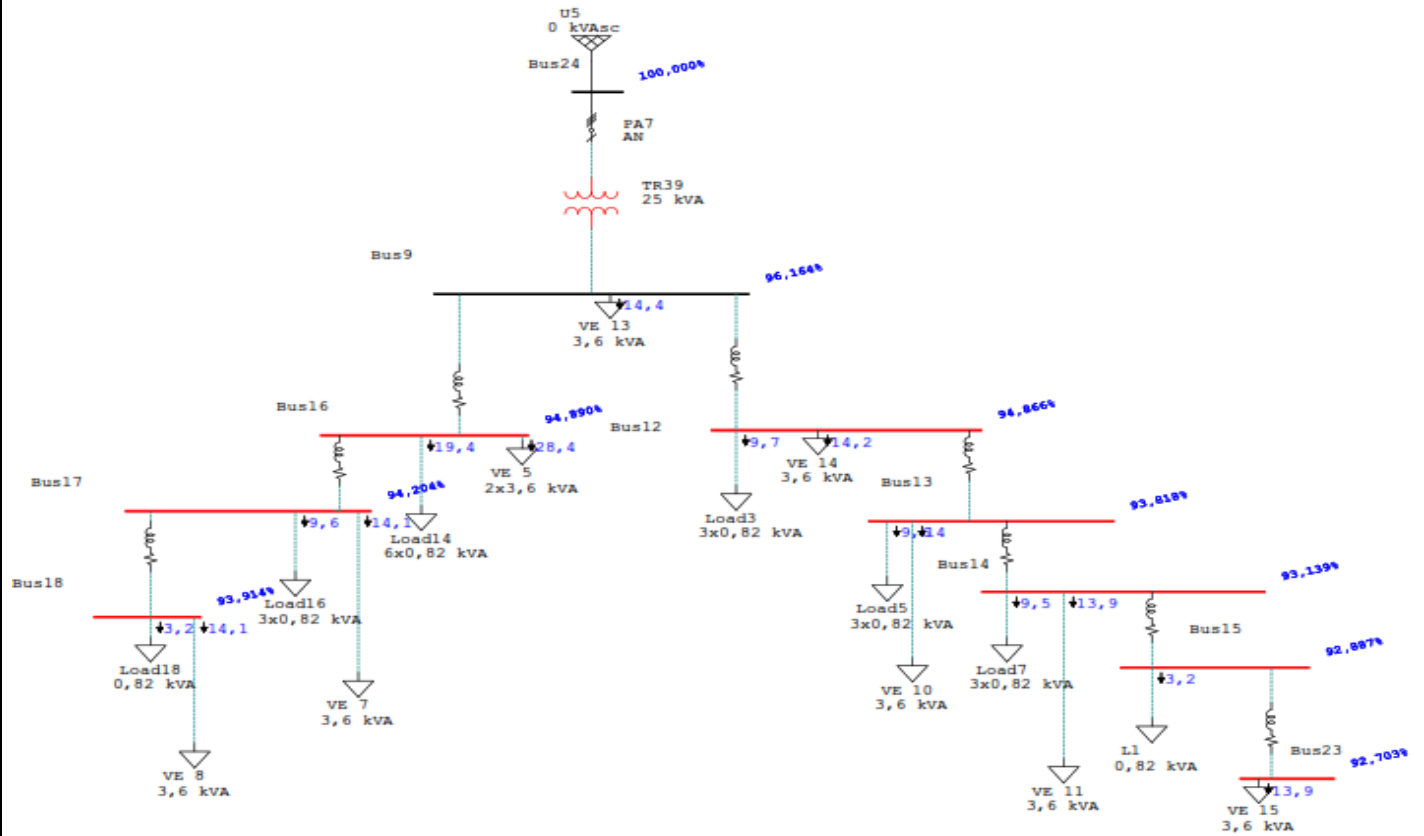 U5
0 kVAsc
Bus24
100,000%
PA7
AN
TR39
25 kVA
Bus9
96,164%
14,4
VE 13
3,6 kVA
Bus16
94,890%
19,4
28,4
VE 5
2x3,6 kVA
Bus12
94,866%
9,7
14,2
VE 14
3,6 kVA
Load3
3x0,82 kVA
Bus17
94,204%
9,6
14,1
Load14
6x0,82 kVA
Bus13
93,818%
14
Load5
3x0,82 kVA
VE 10
3,6 kVA
Bus18
93,914%
Load16
3x0,82 kVA
3,2
14,1
Load18
0,82 kVA
VE 7
3,6 kVA
VE 8
3,6 kVA
Bus14
93,139%
9,5
13,9
Load7
3x0,82 kVA
VE 11
3,6 kVA
Bus15
92,887%
3,2
L1
0,82 kVA
Bus23
92,703%
13,9
VE 15
3,6 kVA